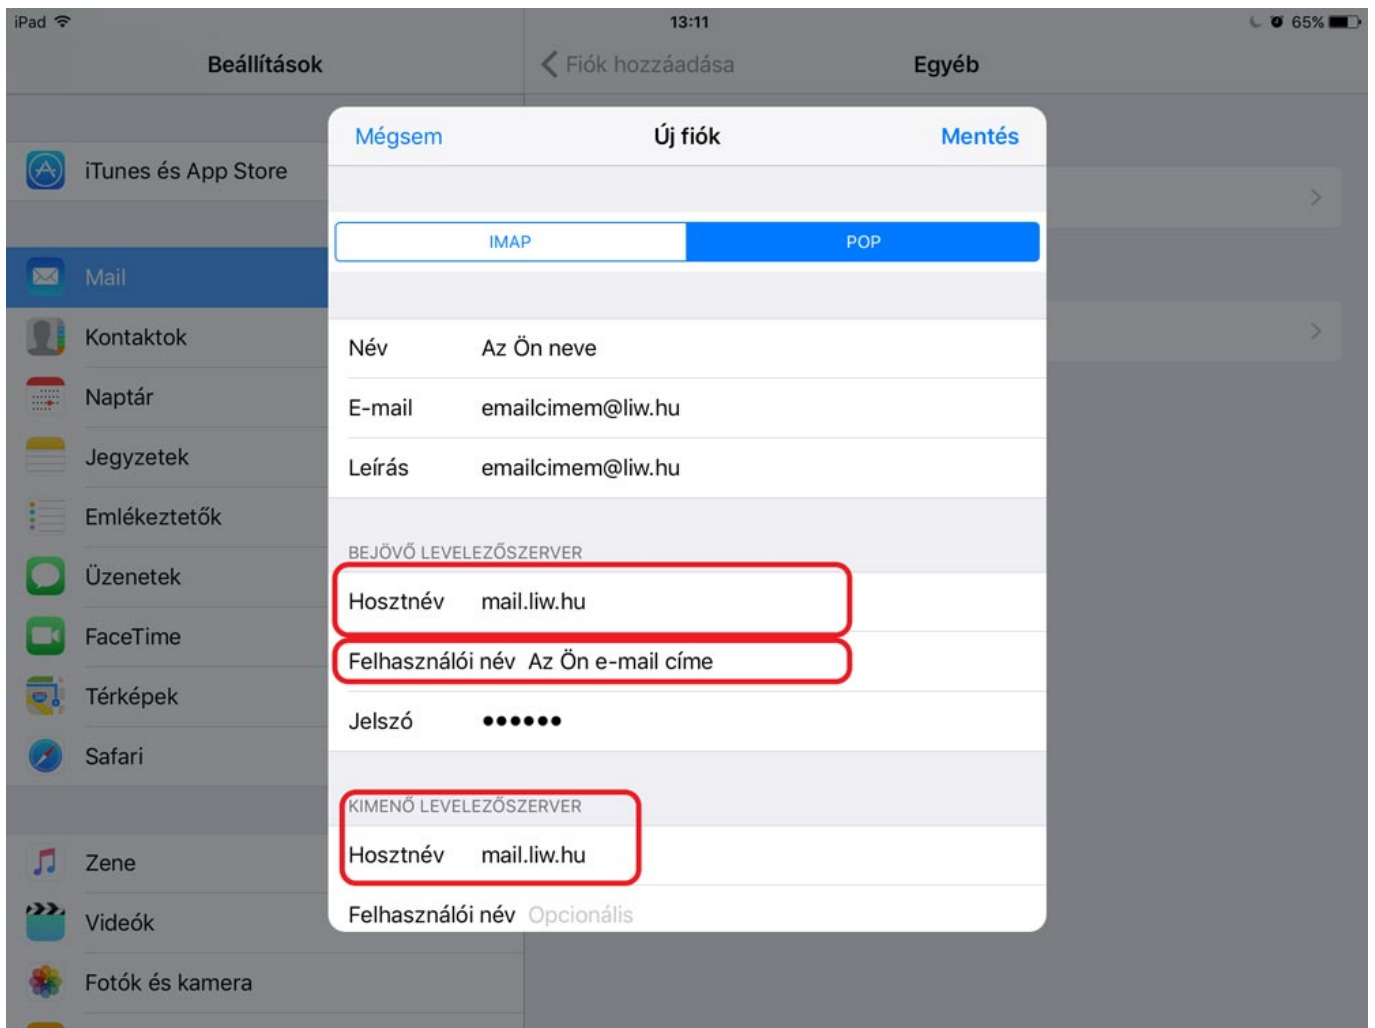 iPad 13:11 65%
Beállítások
Fiók hozzáadása Egyéb
iTunes és App Store
Mail
Kontaktok
Naptár
Jegyzetek
Emlékeztetők
Üzenetek
FaceTime
Térképek
Safari
Zene
Videók
Fotók és kamera
Mégsem Új fiók Mentés
IMAP POP
Név Az Ön neve
E-mail emailcimem@liw.hu
Leírás emailcimem@liw.hu
BEJÖVŐ LEVELEZŐSZERVER
Hosztnév mail.liw.hu
Felhasználói név Az Ön e-mail címe
Jelszó ••••••
KIMENŐ LEVELEZŐSZERVER
Hosztnév mail.liw.hu
Felhasználói név Opcionális